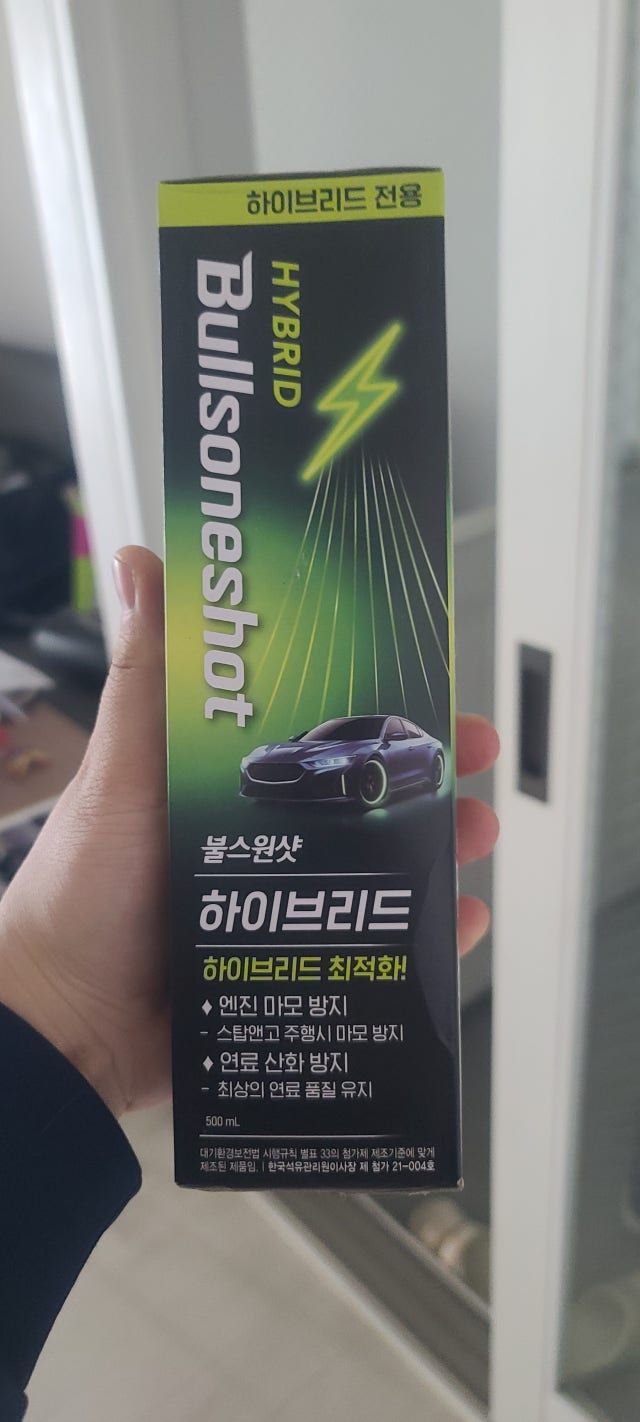 하이브리드 전용
HYBRID
Bullsoneshot
불스원샷
하이브리드
하이브리드 최적화!
♦ 엔진 마모 방지
- 스탑앤고 주행시 마모 방지
♦ 연료 산화 방지
- 최상의 연료 품질 유지
500 mL
대기환경보전법 시행규칙 별표 33의 첨가제 제조기준에 맞게
제조된 제품임. | 한국석유관리원이사장 제 첨가 21-004호